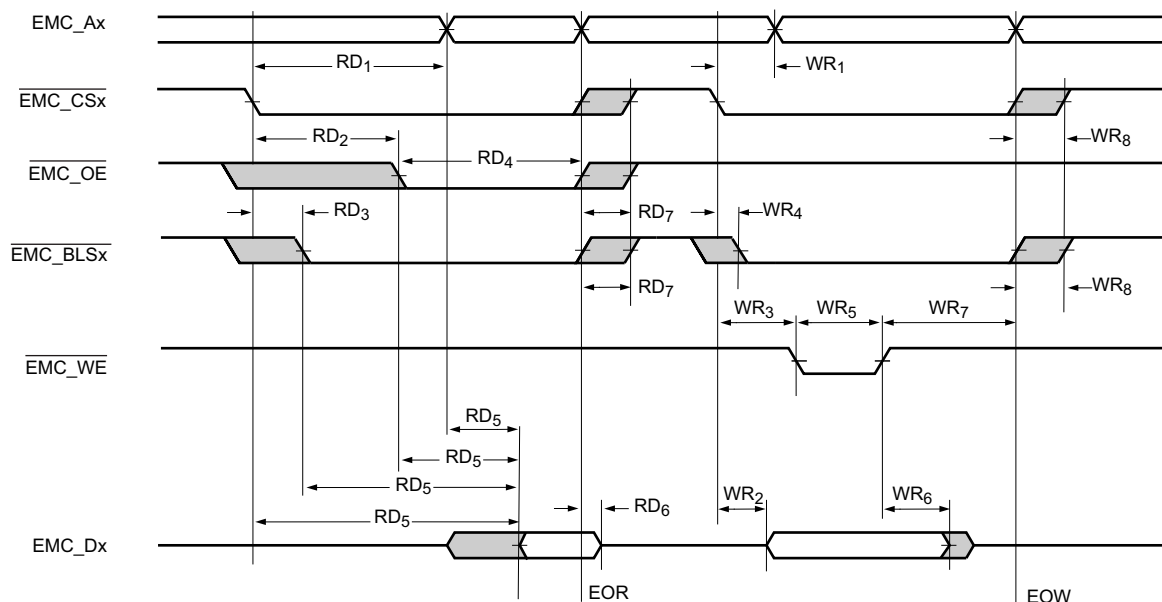 EMC_Ax
RD1
WR1
EMC_CSx
RD2
RD4
WR8
EMC_OE
RD3
RD7
WR4
EMC_BLSx
RD7
WR8
WR3
WR5
WR7
EMC_WE
RD5
RD5
RD5
RD6
WR2
WR6
RD5
EMC_Dx
EOR
EOW